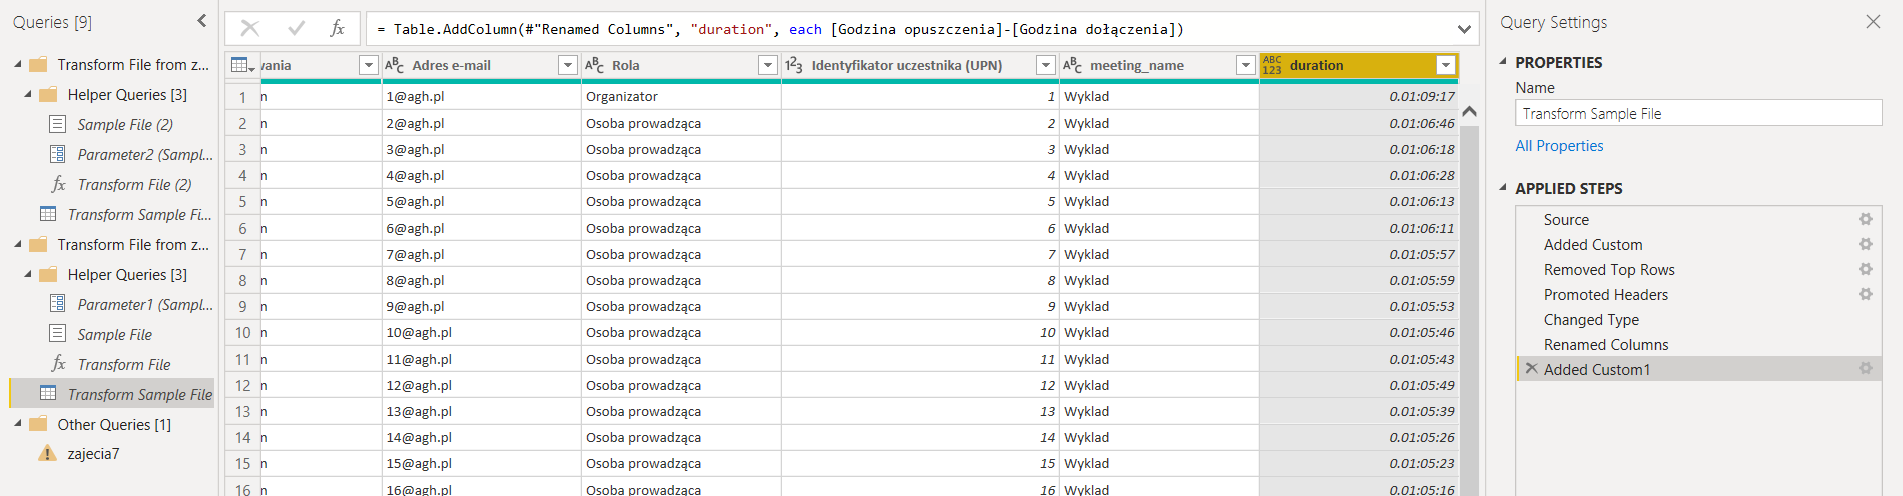 Queries [9]
Transform File from z...
Helper Queries [3]
Sample File (2)
Parameter2 (Sampl...
Transform File (2)
Transform Sample Fi...
Transform File from z...
Helper Queries [3]
Parameter1 (Sampl...
Sample File
Transform File
Transform Sample File
Other Queries [1]
zajecia7
fx = Table.AddColumn(#"Renamed Columns", "duration", each [Godzina opuszczenia]-[Godzina dołączenia])
wania ABC Adres e-mail ABC Rola 123 Identyfikator uczestnika (UPN) ABC meeting_name ABC 123 duration
1 n 1@agh.pl Organizator 1 Wyklad 0.01:09:17
2 n 2@agh.pl Osoba prowadząca 2 Wyklad 0.01:06:46
3 n 3@agh.pl Osoba prowadząca 3 Wyklad 0.01:06:18
4 n 4@agh.pl Osoba prowadząca 4 Wyklad 0.01:06:28
5 n 5@agh.pl Osoba prowadząca 5 Wyklad 0.01:06:13
6 n 6@agh.pl Osoba prowadząca 6 Wyklad 0.01:06:11
7 n 7@agh.pl Osoba prowadząca 7 Wyklad 0.01:05:57
8 n 8@agh.pl Osoba prowadząca 8 Wyklad 0.01:05:59
9 n 9@agh.pl Osoba prowadząca 9 Wyklad 0.01:05:53
10 n 10@agh.pl Osoba prowadząca 10 Wyklad 0.01:05:46
11 n 11@agh.pl Osoba prowadząca 11 Wyklad 0.01:05:43
12 n 12@agh.pl Osoba prowadząca 12 Wyklad 0.01:05:49
13 n 13@agh.pl Osoba prowadząca 13 Wyklad 0.01:05:39
14 n 14@agh.pl Osoba prowadząca 14 Wyklad 0.01:05:26
15 n 15@agh.pl Osoba prowadząca 15 Wyklad 0.01:05:23
16 n 16@agh.pl Osoba prowadząca 16 Wyklad 0.01:05:16
Query Settings
PROPERTIES
Name
Transform Sample File
All Properties
APPLIED STEPS
Source
Added Custom
Removed Top Rows
Promoted Headers
Changed Type
Renamed Columns
Added Custom1